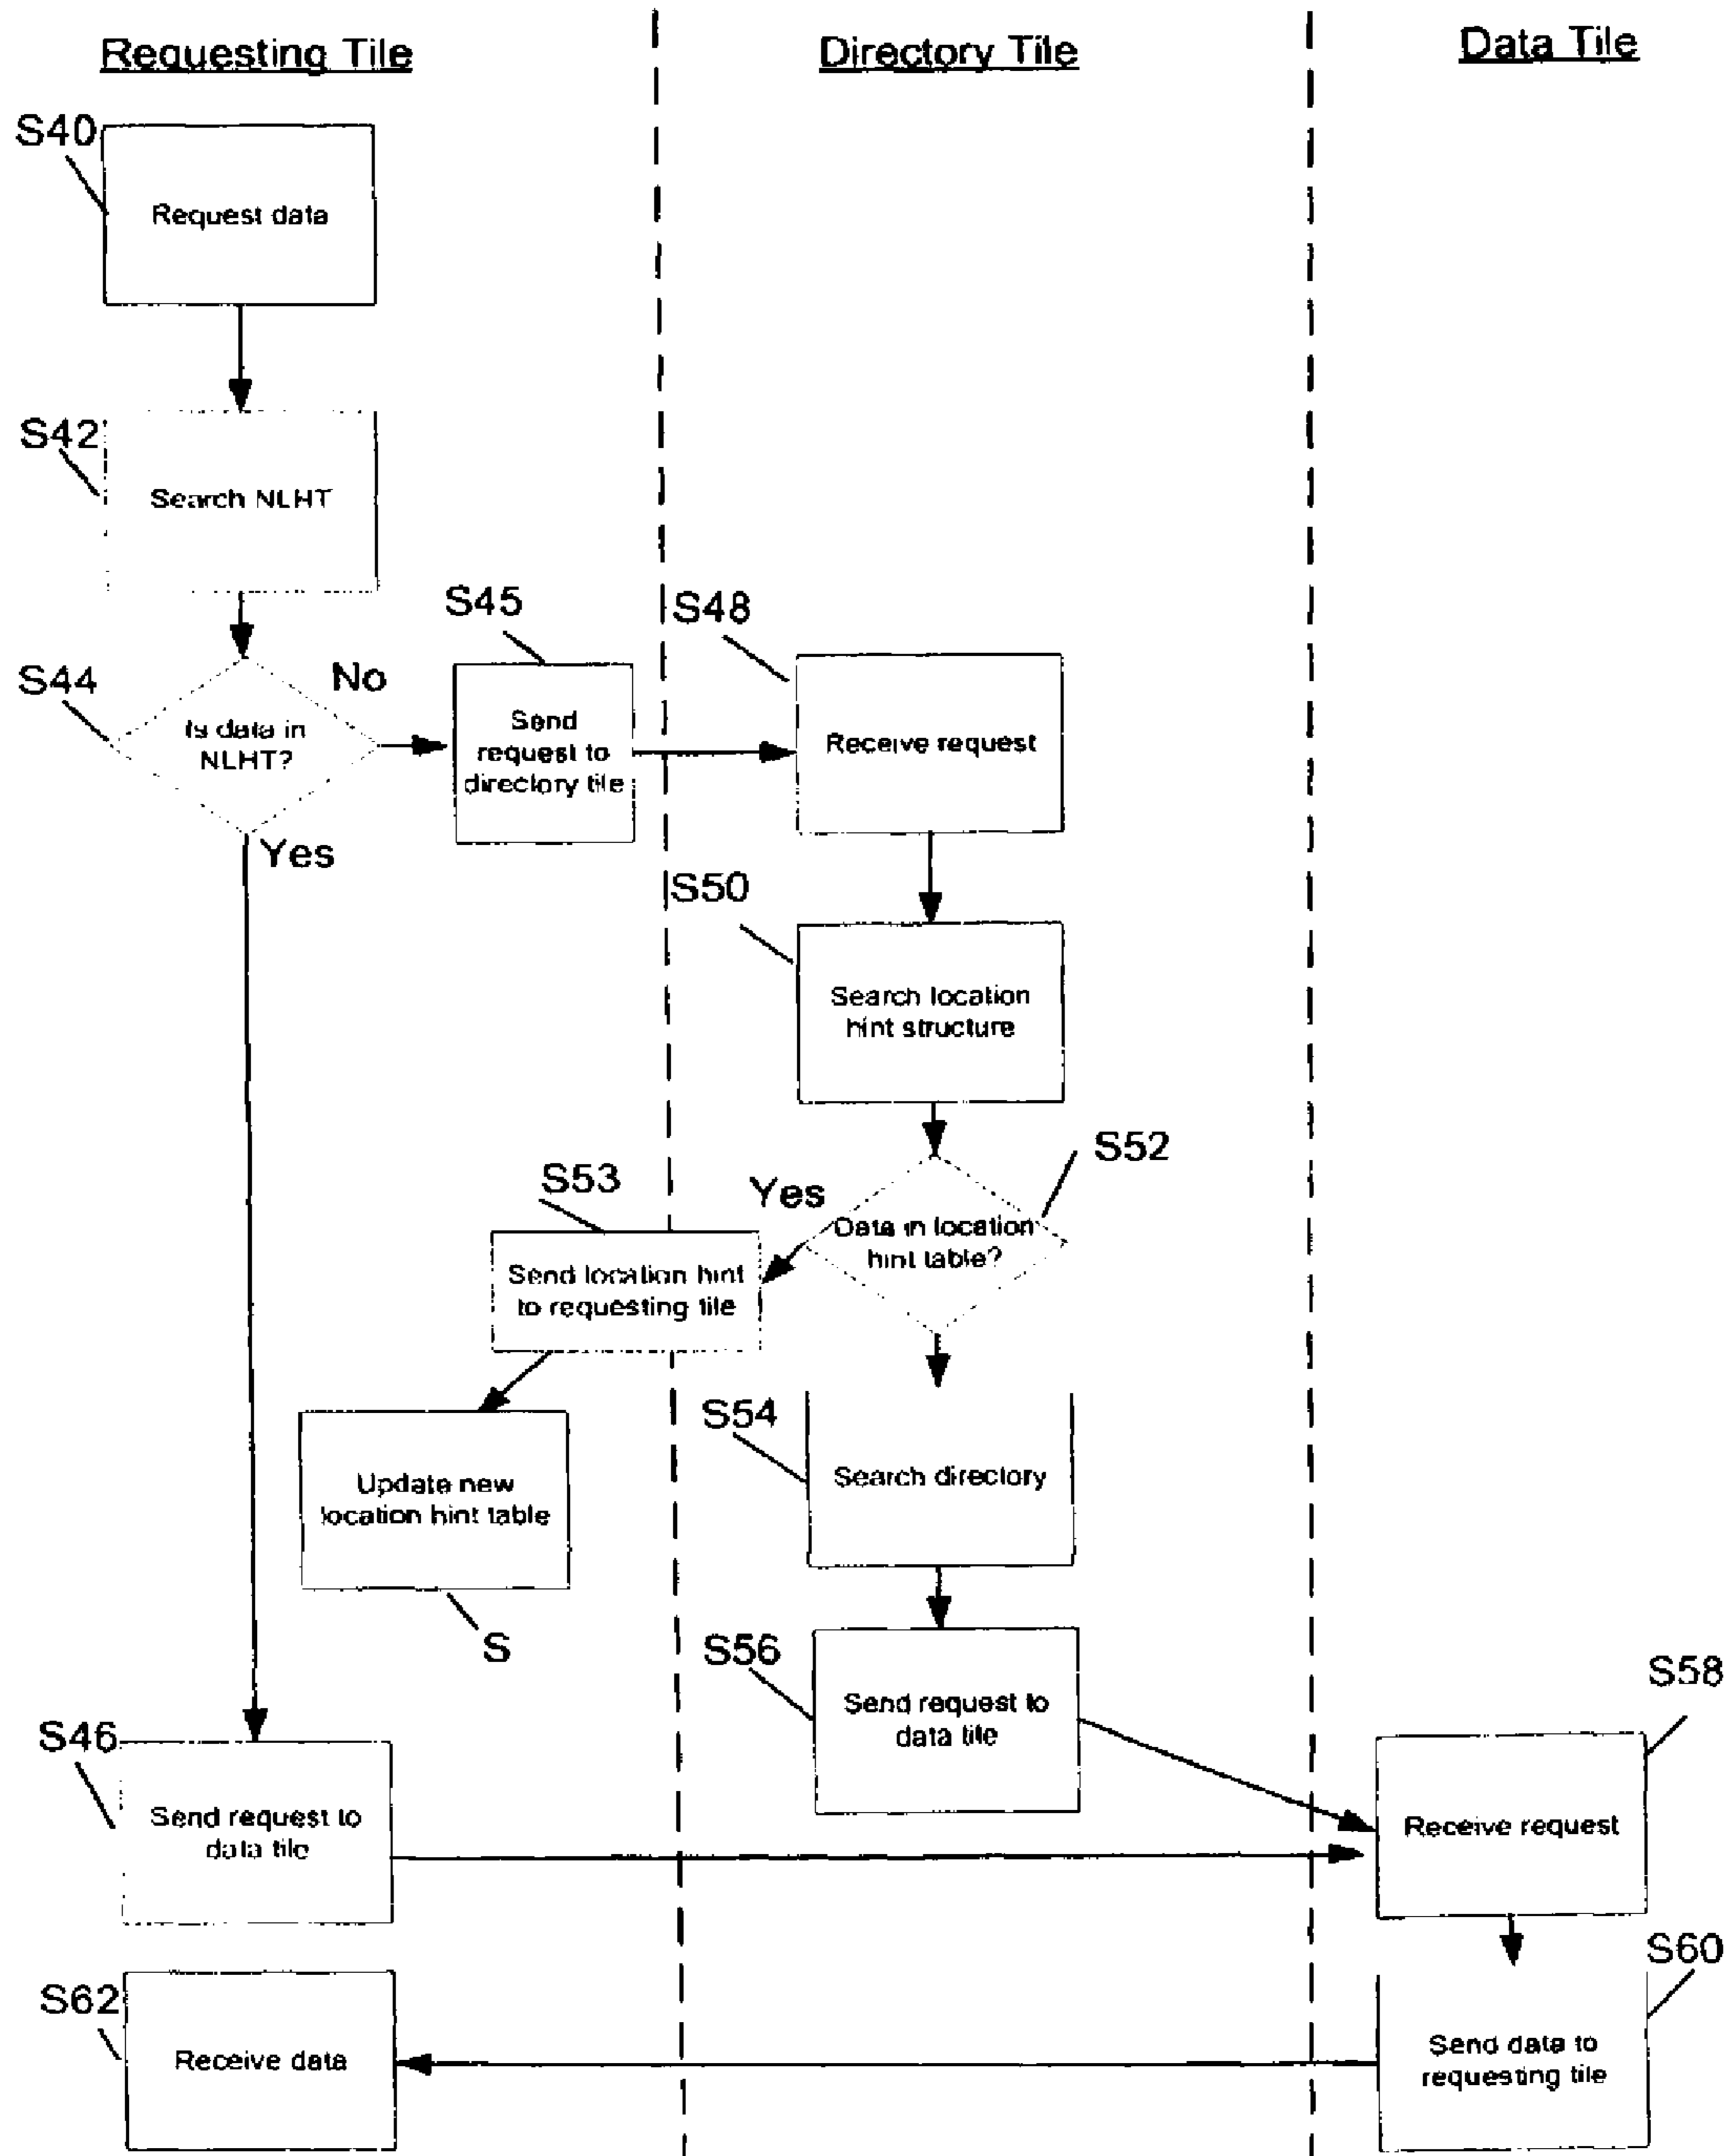 Requesting Tile
Directory Tile
Data Tile
S40
Request data
S42
Search NLHT
S44
Is data in
NLHT?
No
Yes
S45
Send
request to
directory tile
S48
Receive request
S50
Search location
hint structure
S52
Data in location
hint table?
Yes
S53
Send location hint
to requesting tile
Update new
location hint table
S
S54
Search directory
S56
Send request to
data tile
S46
Send request to
data tile
S58
Receive request
S60
Send data to
requesting tile
S62
Receive data